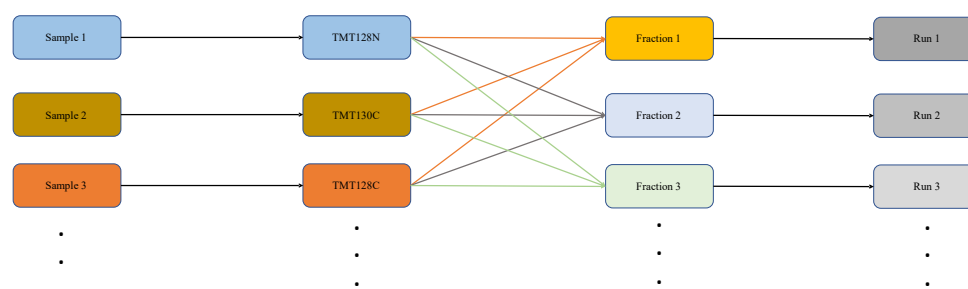 Sample 1
TMT128N
Fraction 1
Run 1
Sample 2
TMT130C
Fraction 2
Run 2
Sample 3
TMT128C
Fraction 3
Run 3